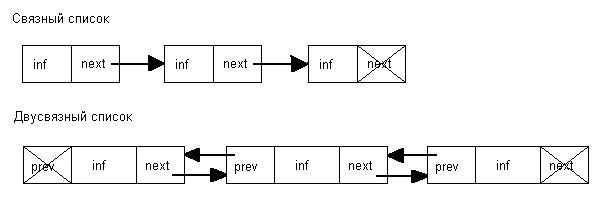 Связный список
inf next inf next inf next
Двусвязный список
prev inf next prev inf next prev inf next